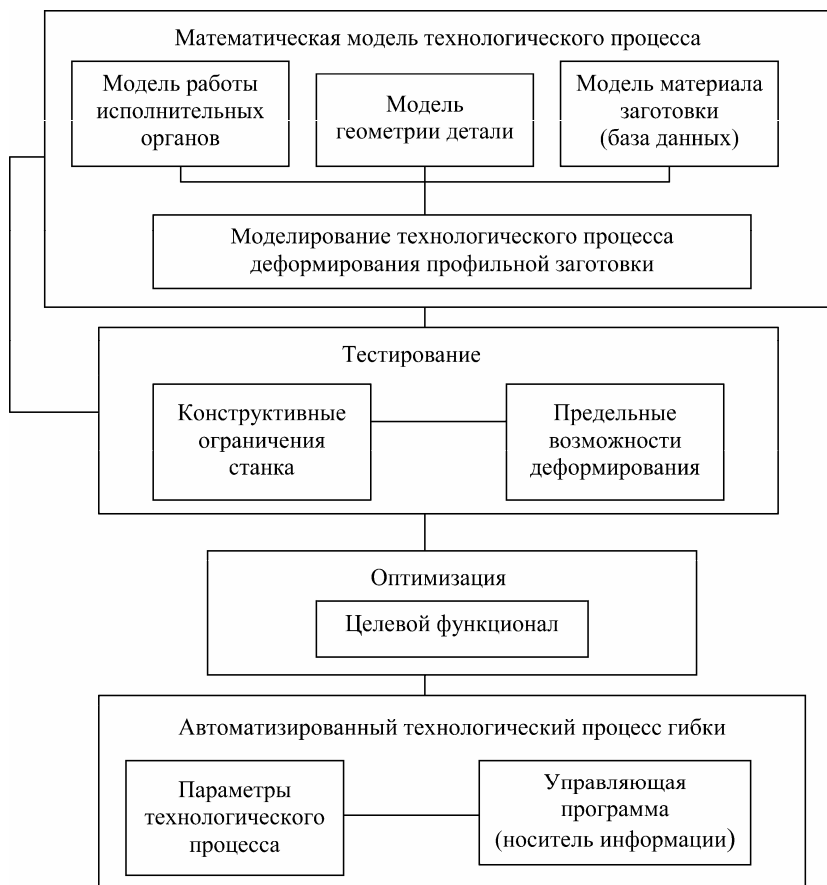 Математическая модель технологического процесса
Модель работы
исполнительных
органов
Модель
геометрии детали
Модель материала
заготовки
(база данных)
Моделирование технологического процесса
деформирования профильной заготовки
Тестирование
Конструктивные
ограничения
станка
Предельные
возможности
деформирования
Оптимизация
Целевой функционал
Автоматизированный технологический процесс гибки
Параметры
технологического
процесса
Управляющая
программа
(носитель информации)